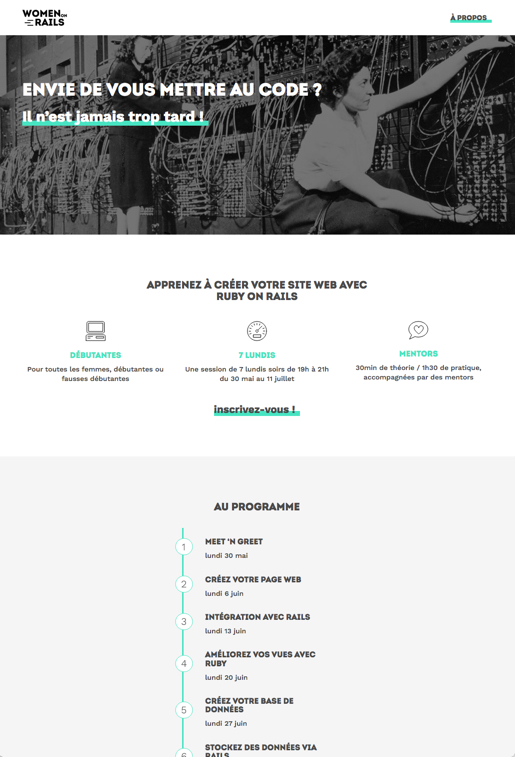 WOMEN ON
RAILS
À PROPOS
ENVIE DE VOUS METTRE AU CODE ?
Il n'est jamais trop tard !
APPRENEZ À CRÉER VOTRE SITE WEB AVEC
RUBY ON RAILS
DÉBUTANTES
Pour toutes les femmes, débutantes ou
fausses débutantes
7 LUNDIS
Une session de 7 lundis soirs de 19h à 21h
du 30 mai au 11 juillet
MENTORS
30min de théorie / 1h30 de pratique,
accompagnées par des mentors
inscrivez-vous !
AU PROGRAMME
1
MEET 'N GREET
lundi 30 mai
2
CRÉEZ VOTRE PAGE WEB
lundi 6 juin
3
INTÉGRATION AVEC RAILS
lundi 13 juin
4
AMÉLIOREZ VOS VUES AVEC
RUBY
lundi 20 juin
5
CRÉEZ VOTRE BASE DE
DONNÉES
lundi 27 juin
6
STOCKEZ DES DONNÉES VIA
RAILS